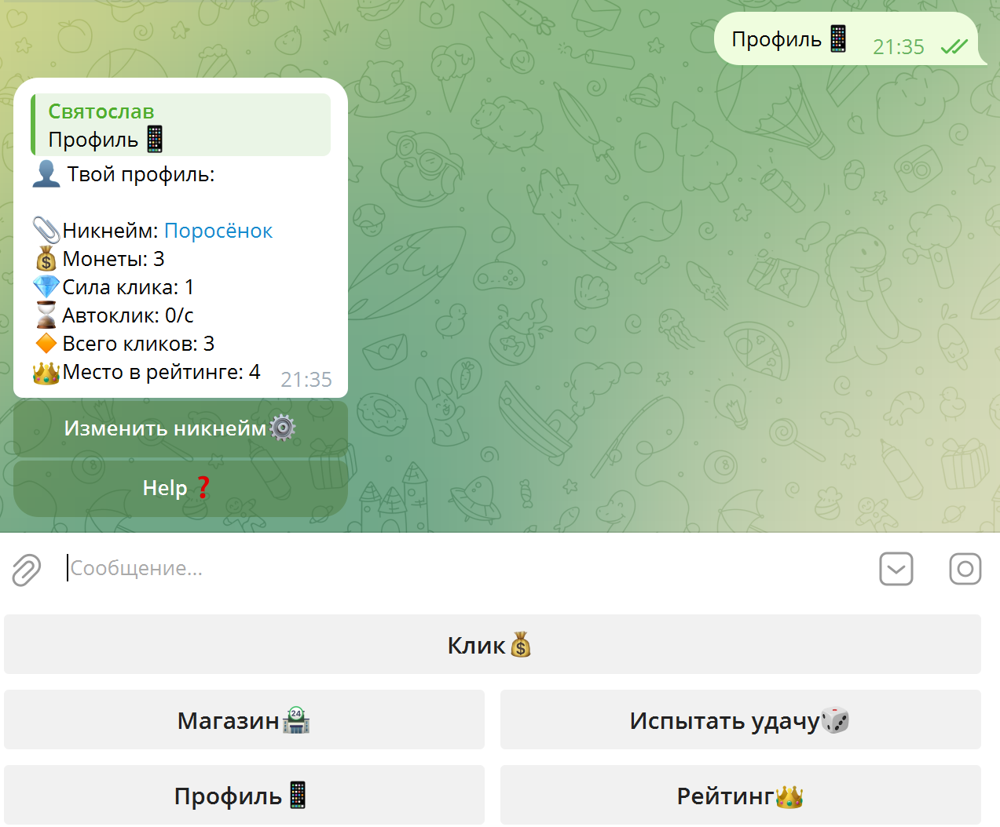 Профиль📱 21:35
Святослав
Профиль📱
👤 Твой профиль:
📎Никнейм: Поросёнок
💰Монеты: 3
💎Сила клика: 1
⏳Автоклик: 0/с
🔶Всего кликов: 3
👑Место в рейтинге: 4 21:35
Изменить никнейм⚙️
Help ❓
Сообщение...
Клик💰
Магазин🏪
Испытать удачу🎲
Профиль📱
Рейтинг👑